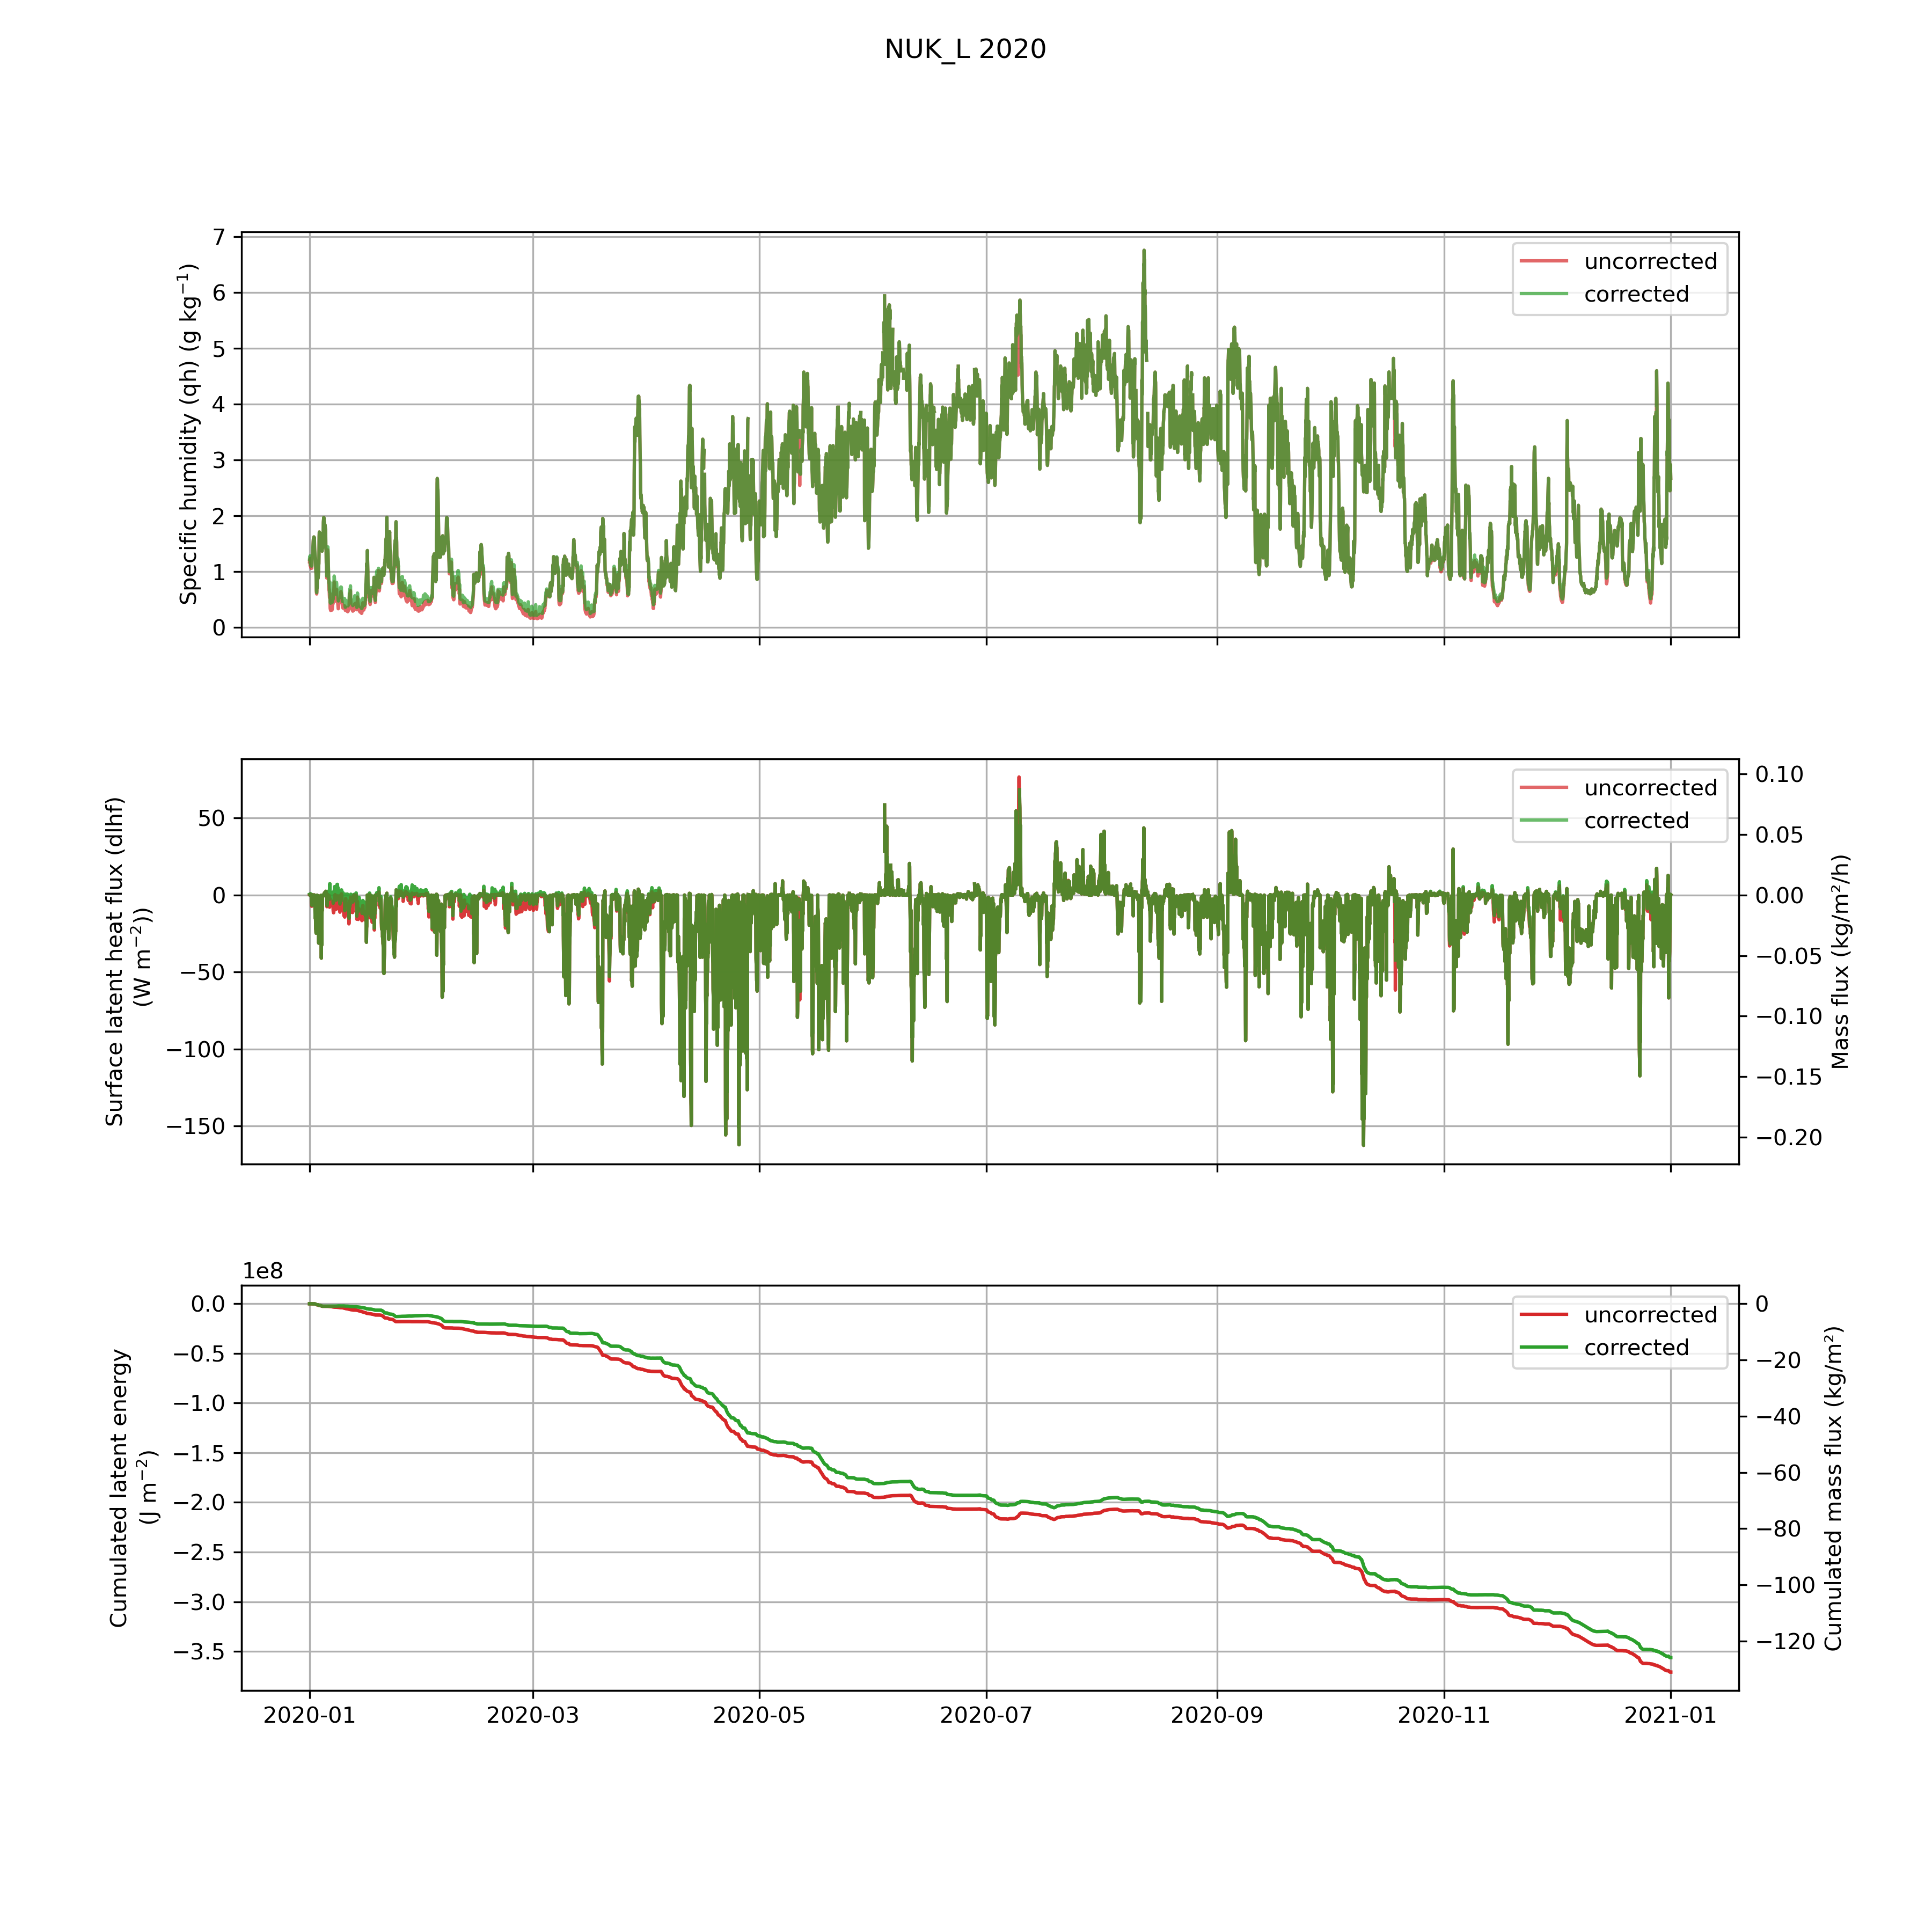 NUK_L 2020
Specific humidity (qh) (g kg⁻¹)
7
6
5
4
3
2
1
0
uncorrected
corrected
Surface latent heat flux (dlhf)
(W m⁻²))
50
0
−50
−100
−150
uncorrected
corrected
0.10
0.05
0.00
−0.05
−0.10
−0.15
−0.20
Mass flux (kg/m²/h)
1e8
Cumulated latent energy
(J m⁻²)
0.0
−0.5
−1.0
−1.5
−2.0
−2.5
−3.0
−3.5
uncorrected
corrected
0
−20
−40
−60
−80
−100
−120
Cumulated mass flux (kg/m²)
2020-01 2020-03 2020-05 2020-07 2020-09 2020-11 2021-01